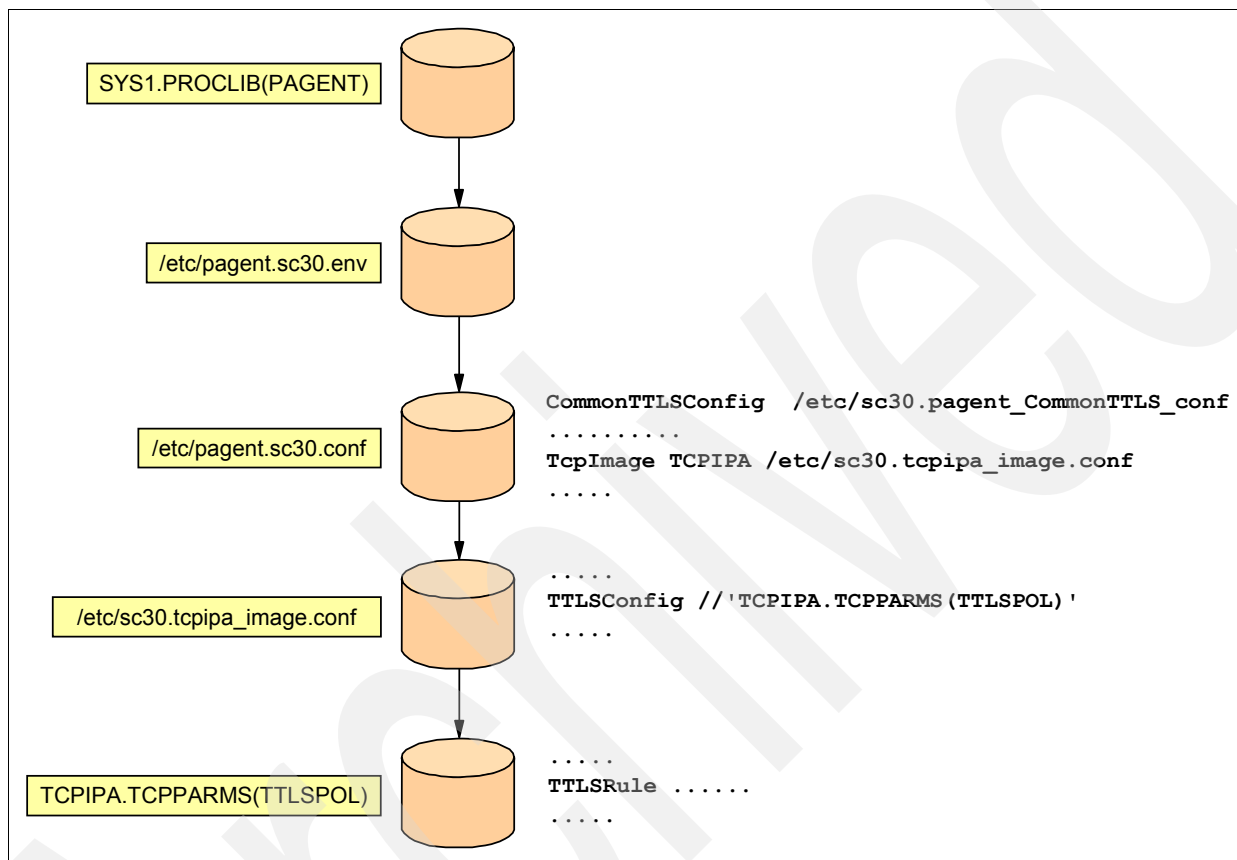 SYS1.PROCLIB(PAGENT)
/etc/pagent.sc30.env
/etc/pagent.sc30.conf
CommonTTLSConfig /etc/sc30.pagent_CommonTTLS_conf
..........
TcpImage TCPIPA /etc/sc30.tcpipa_image.conf
.....
/etc/sc30.tcpipa_image.conf
.....
TTLSConfig //'TCPIPA.TCPPARMS(TTLSPOL)'
.....
TCPIPA.TCPPARMS(TTLSPOL)
.....
TTLSRule ......
.....
Archived